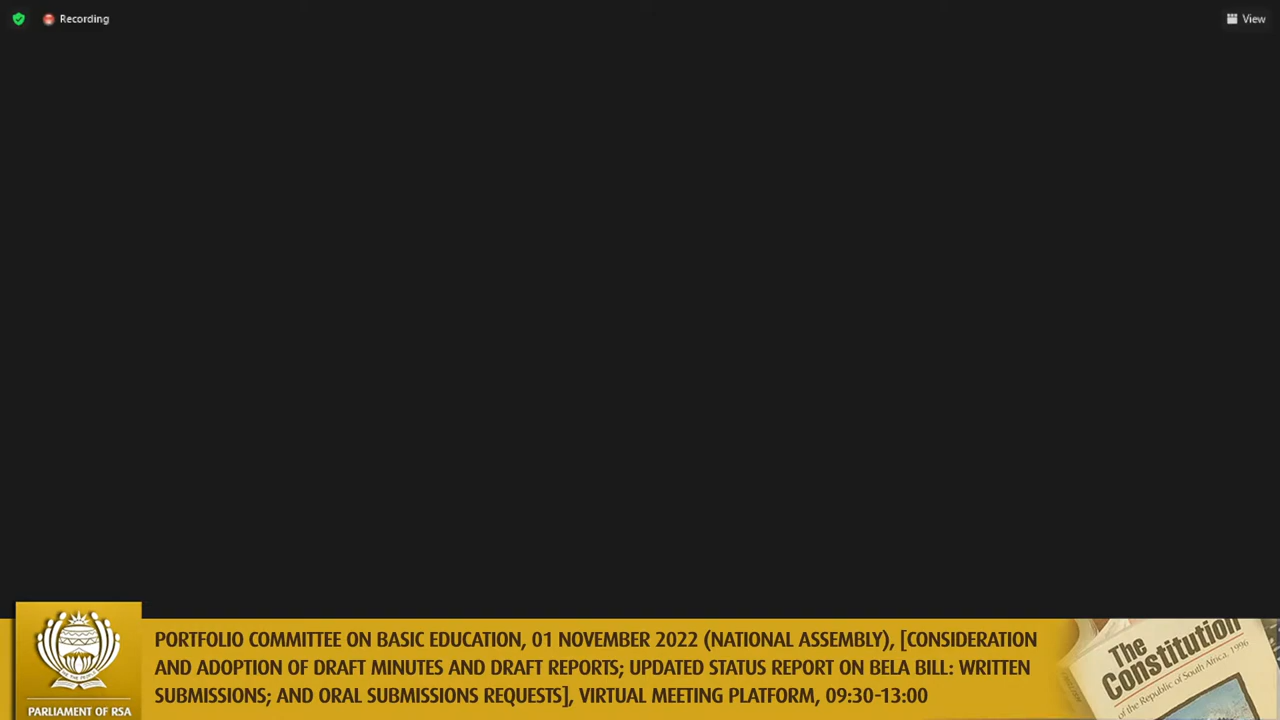 Recording
View
PORTFOLIO COMMITTEE ON BASIC EDUCATION, 01 NOVEMBER 2022 (NATIONAL ASSEMBLY), [CONSIDERATION
AND ADOPTION OF DRAFT MINUTES AND DRAFT REPORTS; UPDATED STATUS REPORT ON BELA BILL: WRITTEN
SUBMISSIONS; AND ORAL SUBMISSIONS REQUESTS], VIRTUAL MEETING PLATFORM, 09:30-13:00
PARLIAMENT OF RSA
The
Constitution
of the Republic of South Africa, 1996